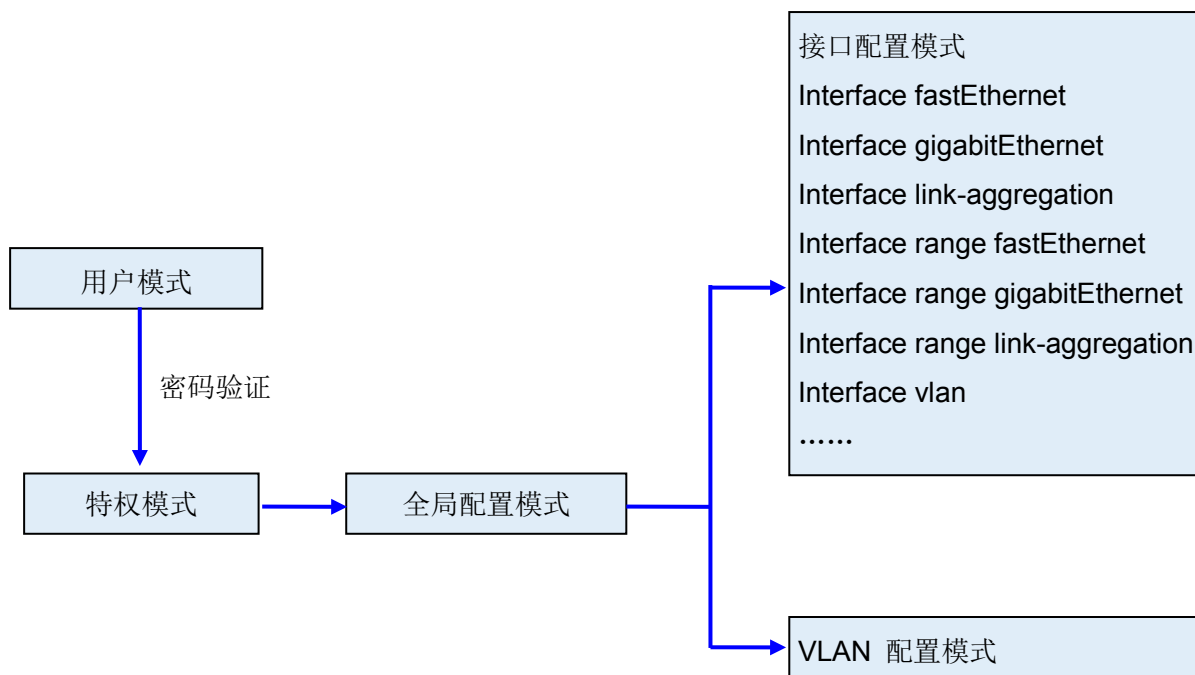 用户模式
密码验证
特权模式
全局配置模式
接口配置模式
Interface fastEthernet
Interface gigabitEthernet
Interface link-aggregation
Interface range fastEthernet
Interface range gigabitEthernet
Interface range link-aggregation
Interface vlan
……
VLAN 配置模式